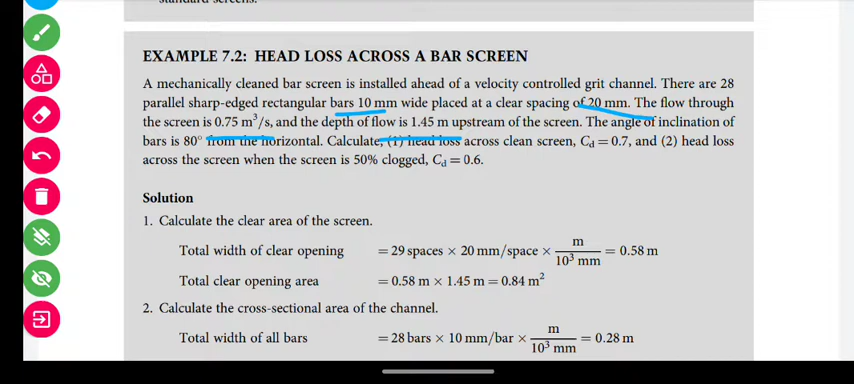 EXAMPLE 7.2: HEAD LOSS ACROSS A BAR SCREEN
A mechanically cleaned bar screen is installed ahead of a velocity controlled grit channel. There are 28
parallel sharp-edged rectangular bars 10 mm wide placed at a clear spacing of 20 mm. The flow through
the screen is 0.75 m³/s, and the depth of flow is 1.45 m upstream of the screen. The angle of inclination of
bars is 80° from the horizontal. Calculate, (1) head loss across clean screen, C_d = 0.7, and (2) head loss
across the screen when the screen is 50% clogged, C_d = 0.6.
Solution
1. Calculate the clear area of the screen.
Total width of clear opening = 29 spaces × 20 mm/space × m/10³ mm = 0.58 m
Total clear opening area = 0.58 m × 1.45 m = 0.84 m²
2. Calculate the cross-sectional area of the channel.
Total width of all bars = 28 bars × 10 mm/bar × m/10³ mm = 0.28 m